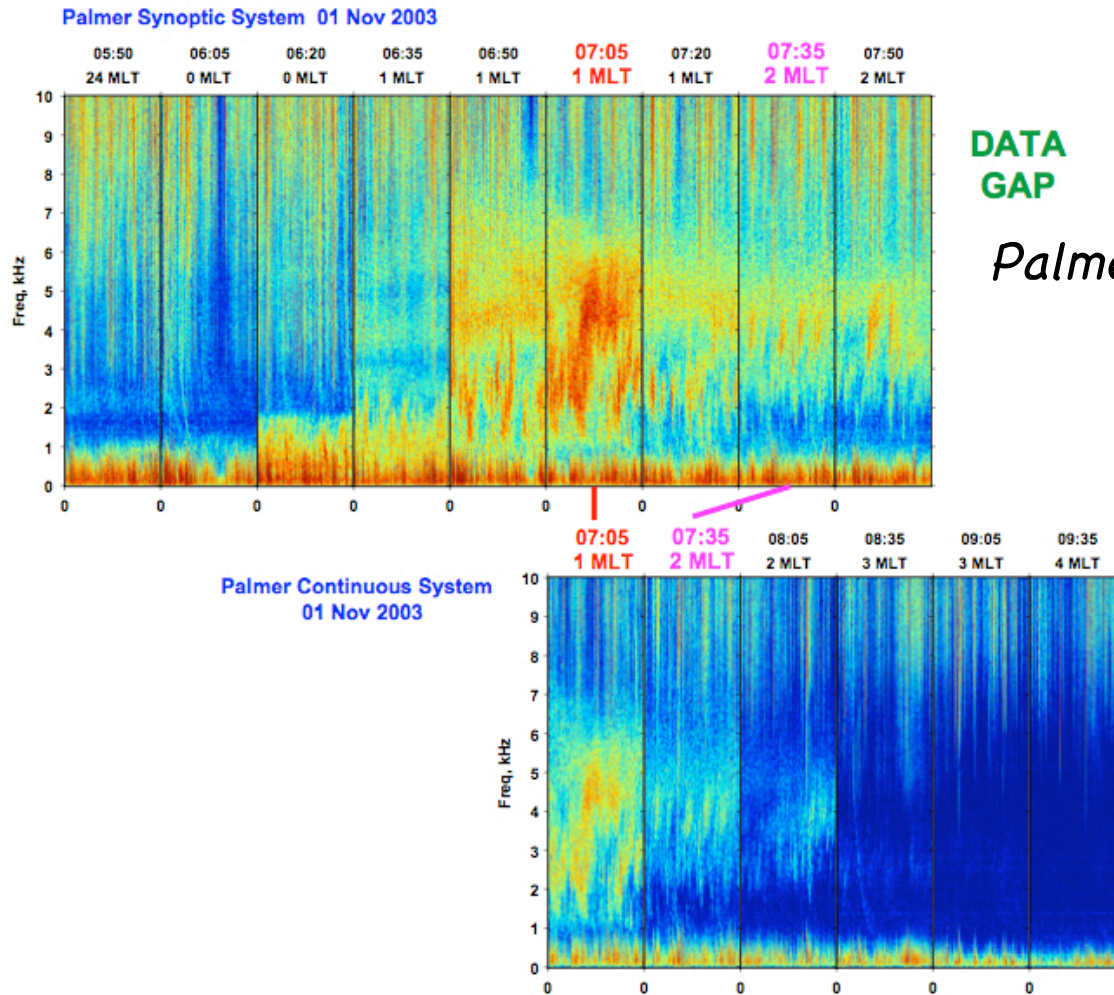 Palmer Synoptic System 01 Nov 2003
05:50 06:05 06:20 06:35 06:50 07:05 07:20 07:35 07:50
24 MLT 0 MLT 0 MLT 1 MLT 1 MLT 1 MLT 1 MLT 2 MLT 2 MLT
10
9
8
7
6
5
4
3
2
1
0
Freq, kHz
0 0 0 0 0 0 0 0 0
DATA
GAP
Palme
07:05 07:35 08:05 08:35 09:05 09:35
1 MLT 2 MLT 2 MLT 3 MLT 3 MLT 4 MLT
Palmer Continuous System
01 Nov 2003
10
9
8
7
6
5
4
3
2
1
0
Freq, kHz
0 0 0 0 0 0